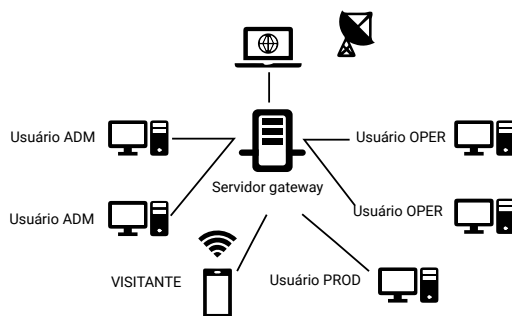 Usuário ADM
Usuário OPER
Servidor gateway
Usuário ADM
Usuário OPER
VISITANTE
Usuário PROD